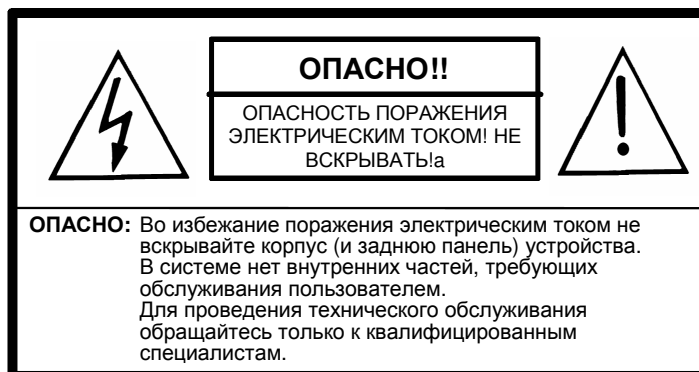 ОПАСНО!!
ОПАСНОСТЬ ПОРАЖЕНИЯ
ЭЛЕКТРИЧЕСКИМ ТОКОМ! НЕ
ВСКРЫВАТЬ!а
ОПАСНО: Во избежание поражения электрическим током не
вскрывайте корпус (и заднюю панель) устройства.
В системе нет внутренних частей, требующих
обслуживания пользователем.
Для проведения технического обслуживания
обращайтесь только к квалифицированным
специалистам.